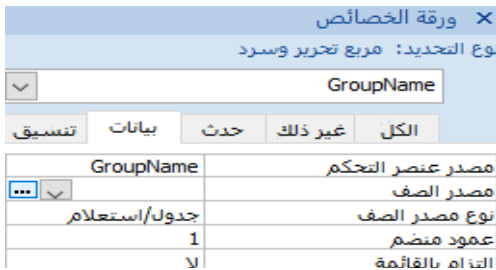 ورقة الخصائص
نوع التحديد: مربع تحرير وسرد
GroupName
الكل غير ذلك حدث بيانات تنسيق
مصدر عنصر التحكم GroupName
مصدر الصف
نوع مصدر الصف جدول/استعلام
عمود منضم 1
التزام بالقائمة لا